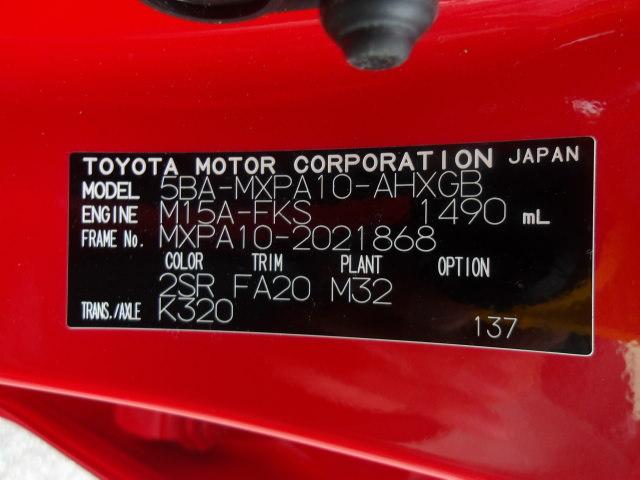 TOYOTA MOTOR CORPORATION JAPAN
MODEL 5BA-MXPA10-AHXGB
ENGINE M15A-FKS 1490 mL
FRAME No. MXPA10-2021868
COLOR TRIM PLANT OPTION
2SR FA20 M32
TRANS./AXLE K320
137